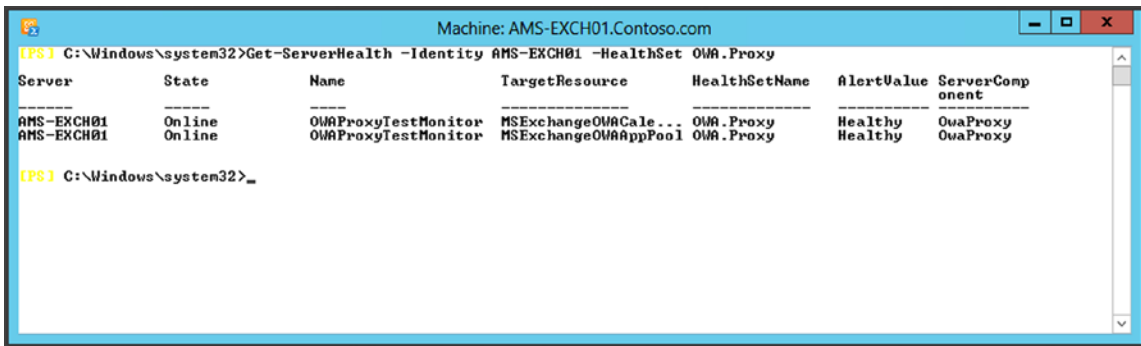 Machine: AMS-EXCH01.Contoso.com
[PS] C:\Windows\system32>Get-ServerHealth -Identity AMS-EXCH01 -HealthSet OWA.Proxy
Server State Name TargetResource HealthSetName AlertValue ServerComp
onent
------ ----- ---- -------------- ------------- ---------- ----------
AMS-EXCH01 Online OWAProxyTestMonitor MSExchangeOWACale... OWA.Proxy Healthy OwaProxy
AMS-EXCH01 Online OWAProxyTestMonitor MSExchangeOWAAppPool OWA.Proxy Healthy OwaProxy
[PS] C:\Windows\system32>_